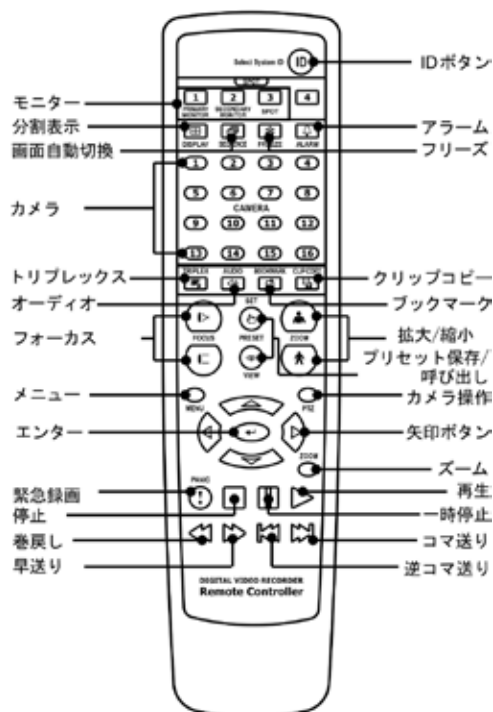 Select System ID
ID
IDボタン
SPOT
1 2 3 4
モニター
PRIMARY MONITOR SECONDARY MONITOR SPOT
分割表示
アラーム
DISPLAY SEQUENCE FREEZE ALARM
画面自動切換
フリーズ
1 2 3 4
カメラ
5 6 7 8
CAMERA
9 10 11 12
13 14 15 16
トリプレックス
AUDIO BOOKMARK CLIPCOPY
クリップコピー
オーディオ
ブックマーク
SET
フォーカス
FOCUS PRESET ZOOM
拡大/縮小
プリセット保存/
呼び出し
VIEW
メニュー
MENU
PTZ
カメラ操作
エンター
矢印ボタン
ZOOM
ズーム
PANIC
緊急録画
再生
停止
一時停止
巻戻し
コマ送り
早送り
逆コマ送り
DIGITAL VIDEO RECORDER
Remote Controller